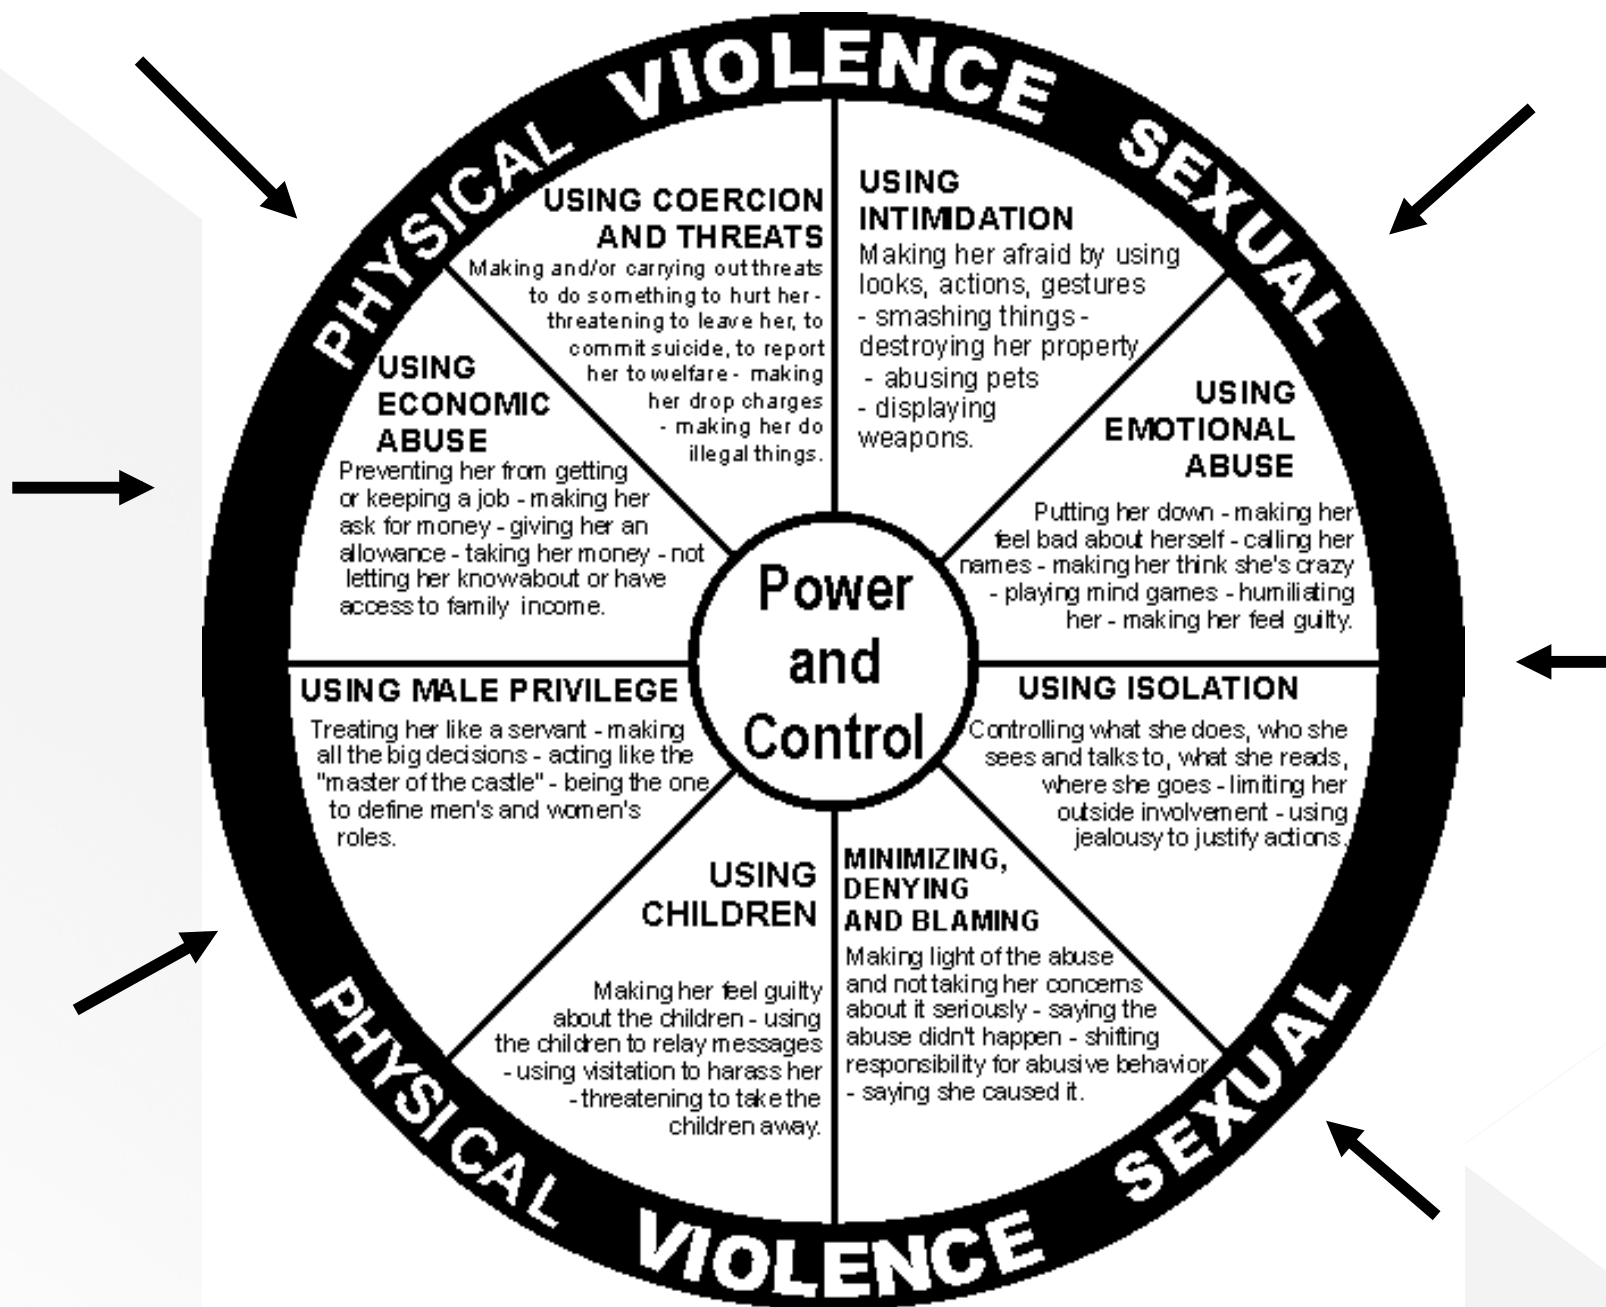 PHYSICAL VIOLENCE SEXUAL
USING COERCION
AND THREATS
Making and/or carrying out threats
to do something to hurt her -
threatening to leave her, to
commit suicide, to report
her to welfare - making
her drop charges
- making her do
illegal things.
USING
INTIMIDATION
Making her afraid by using
looks, actions, gestures
- smashing things -
destroying her property
- abusing pets
- displaying
weapons.
USING
EMOTIONAL
ABUSE
Putting her down - making her
feel bad about herself - calling her
names - making her think she's crazy
- playing mind games - humiliating
her - making her feel guilty.
USING ISOLATION
Controlling what she does, who she
sees and talks to, what she reads,
where she goes - limiting her
outside involvement - using
jealousy to justify actions.
MINIMIZING,
DENYING
AND BLAMING
Making light of the abuse
and not taking her concerns
about it seriously - saying the
abuse didn't happen - shifting
responsibility for abusive behavior
- saying she caused it.
USING
CHILDREN
Making her feel guilty
about the children - using
the children to relay messages
- using visitation to harass her
- threatening to take the
children away.
USING MALE PRIVILEGE
Treating her like a servant - making
all the big decisions - acting like the
"master of the castle" - being the one
to define men's and women's
roles.
USING
ECONOMIC
ABUSE
Preventing her from getting
or keeping a job - making her
ask for money - giving her an
allowance - taking her money - not
letting her know about or have
access to family income.
Power
and
Control
PHYSICAL VIOLENCE SEXUAL